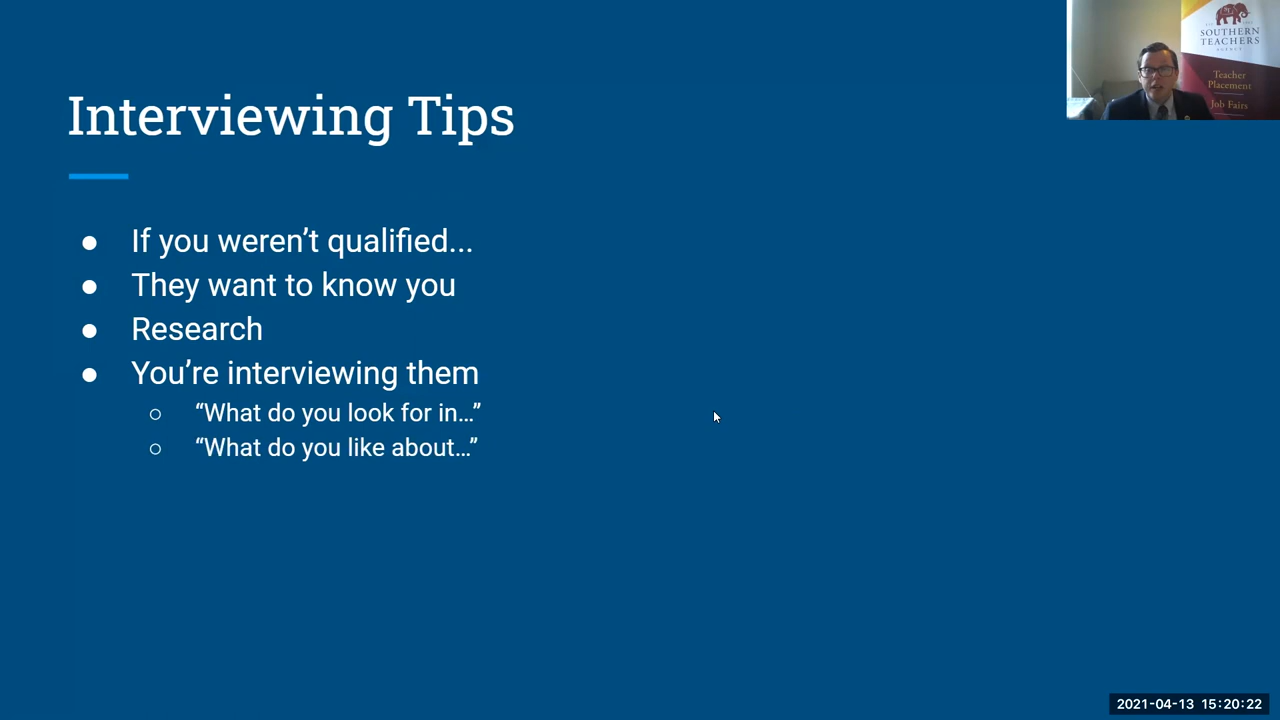 Interviewing Tips
● If you weren’t qualified...
● They want to know you
● Research
● You’re interviewing them
○ “What do you look for in…”
○ “What do you like about…”
SOUTHERN
TEACHERS
AGENCY
Teacher
Placement
Job Fairs
2021-04-13 15:20:22